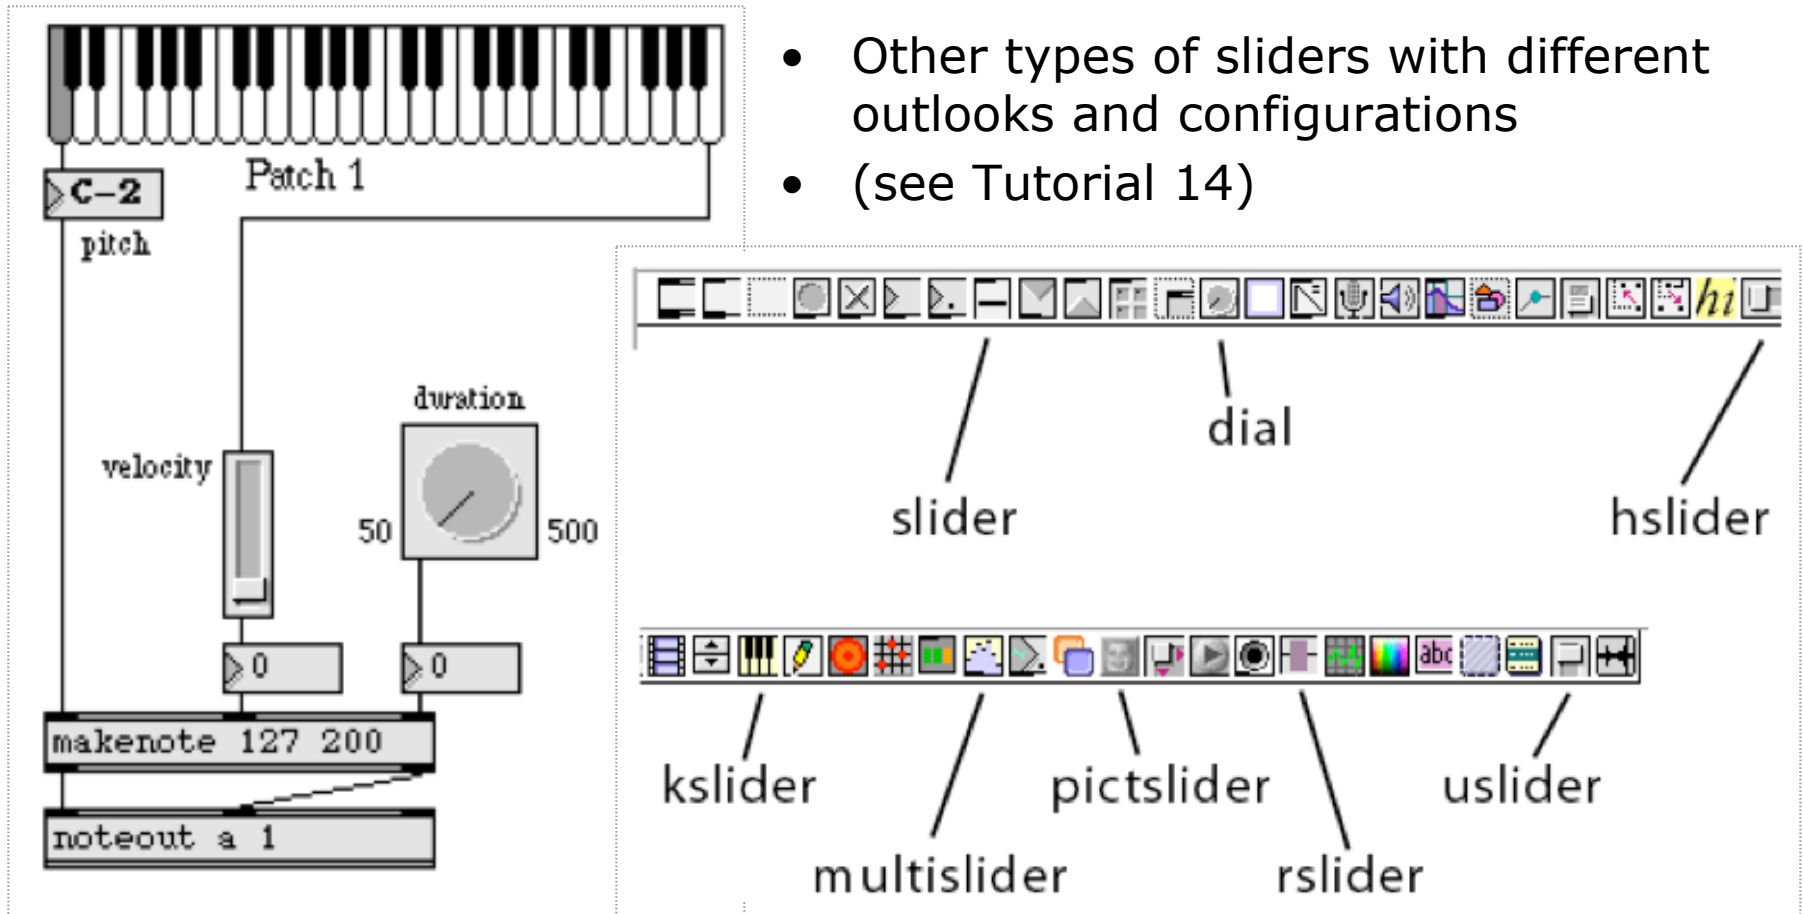 • Other types of sliders with different
outlooks and configurations
• (see Tutorial 14)
Patch 1
C-2
pitch
duration
velocity
50
500
0
0
makenote 127 200
noteout a 1
hi
dial
slider
hslider
abc
kslider
pictslider
uslider
multislider
rslider